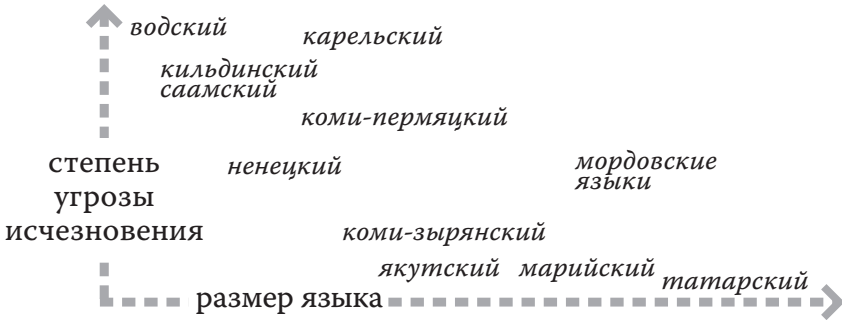 водский
карельский
кильдинский
саамский
коми-пермяцкий
степень
угрозы
исчезновения
ненецкий
мордовские
языки
коми-зырянский
якутский
марийский
татарский
размер языка